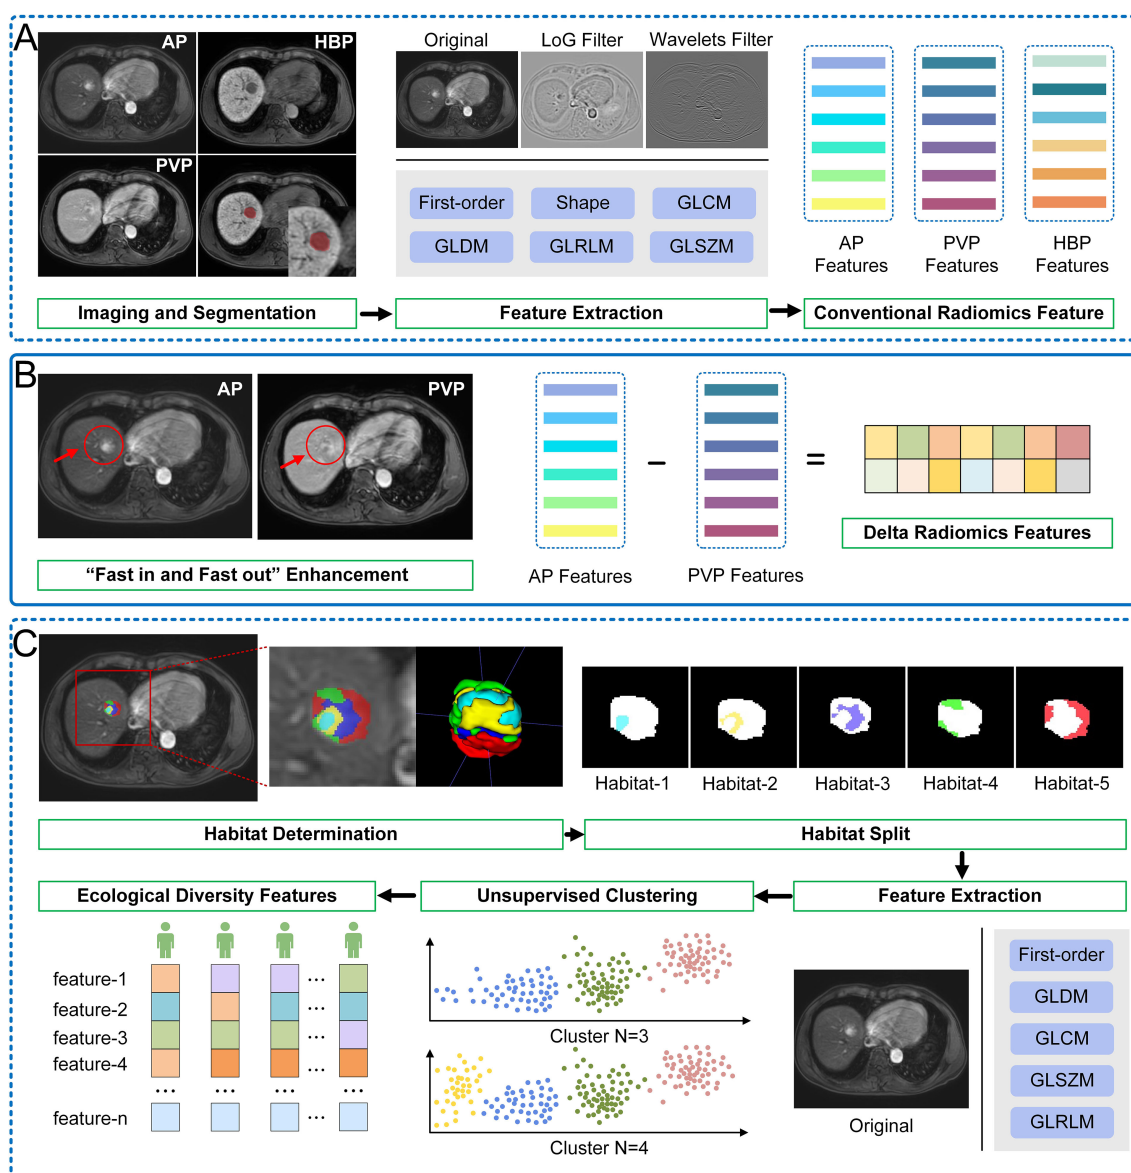 A
AP
HBP
PVP
Original
LoG Filter
Wavelets Filter
First-order
Shape
GLCM
GLDM
GLRLM
GLSZM
AP
Features
PVP
Features
HBP
Features
Imaging and Segmentation
Feature Extraction
Conventional Radiomics Feature
B
AP
PVP
“Fast in and Fast out” Enhancement
AP Features
–
PVP Features
=
Delta Radiomics Features
C
Habitat-1
Habitat-2
Habitat-3
Habitat-4
Habitat-5
Habitat Determination
Habitat Split
Ecological Diversity Features
Unsupervised Clustering
Feature Extraction
feature-1
...
feature-2
...
feature-3
...
feature-4
...
... ... ... ...
feature-n
...
Cluster N=3
Cluster N=4
Original
First-order
GLDM
GLCM
GLSZM
GLRLM